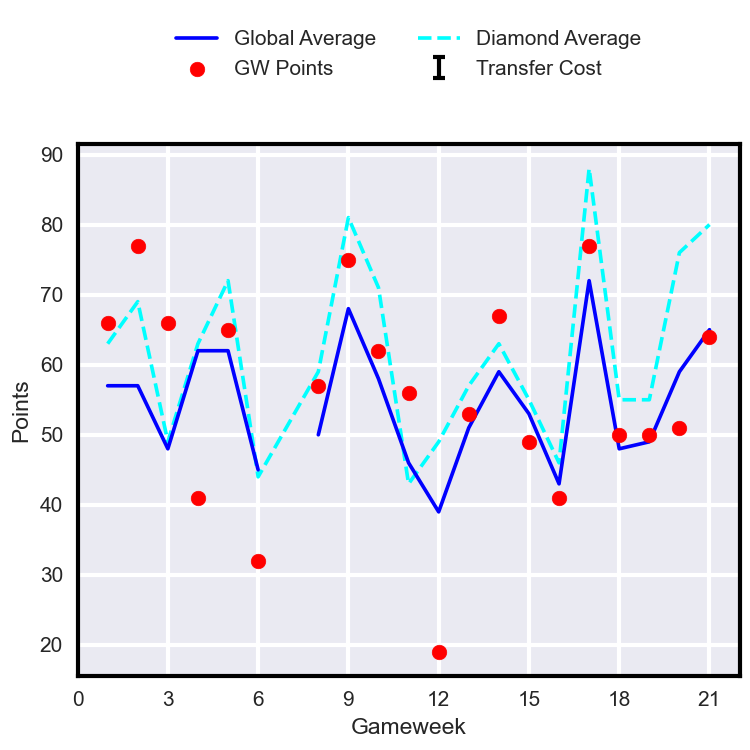 Global Average
Diamond Average
GW Points
Transfer Cost
90
80
70
60
50
40
30
20
Points
0 3 6 9 12 15 18 21
Gameweek